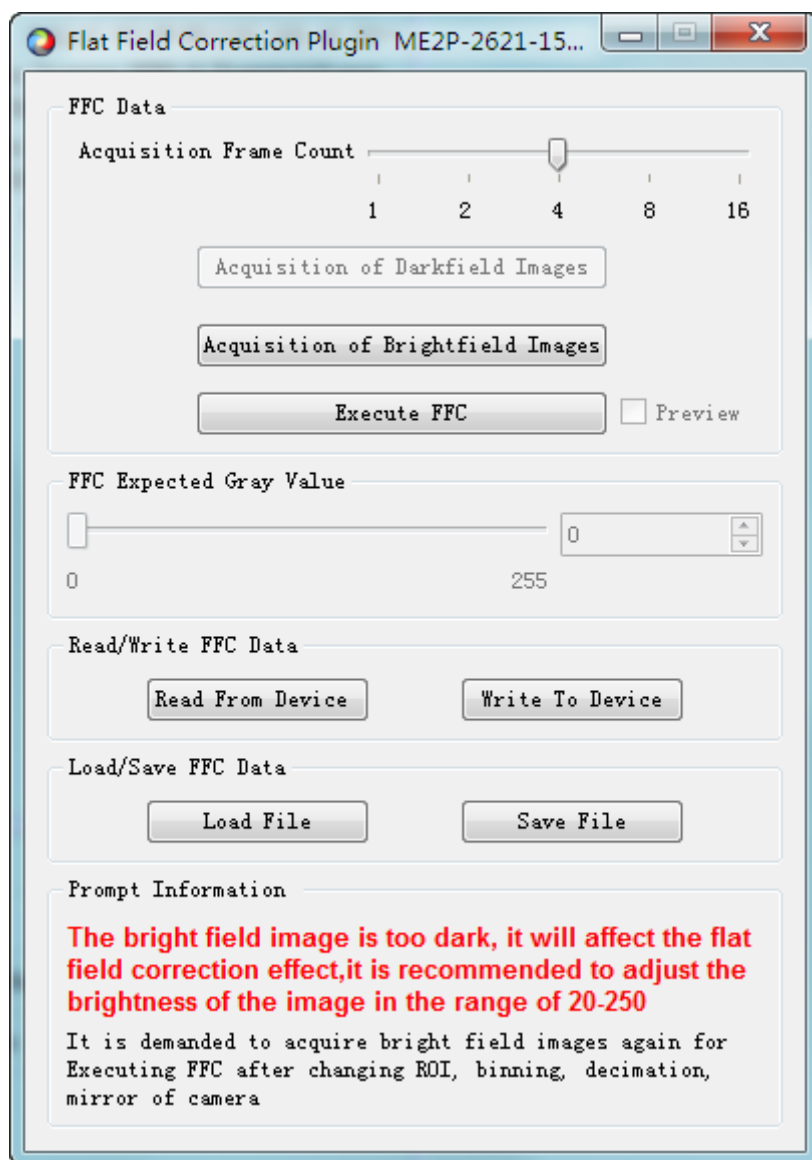 Flat Field Correction Plugin ME2P-2621-15...
FFC Data
Acquisition Frame Count
1 2 4 8 16
Acquisition of Darkfield Images
Acquisition of Brightfield Images
Execute FFC Preview
FFC Expected Gray Value
0
0 255
Read/Write FFC Data
Read From Device Write To Device
Load/Save FFC Data
Load File Save File
Prompt Information
The bright field image is too dark, it will affect the flat
field correction effect,it is recommended to adjust the
brightness of the image in the range of 20-250
It is demanded to acquire bright field images again for
Executing FFC after changing ROI, binning, decimation,
mirror of camera